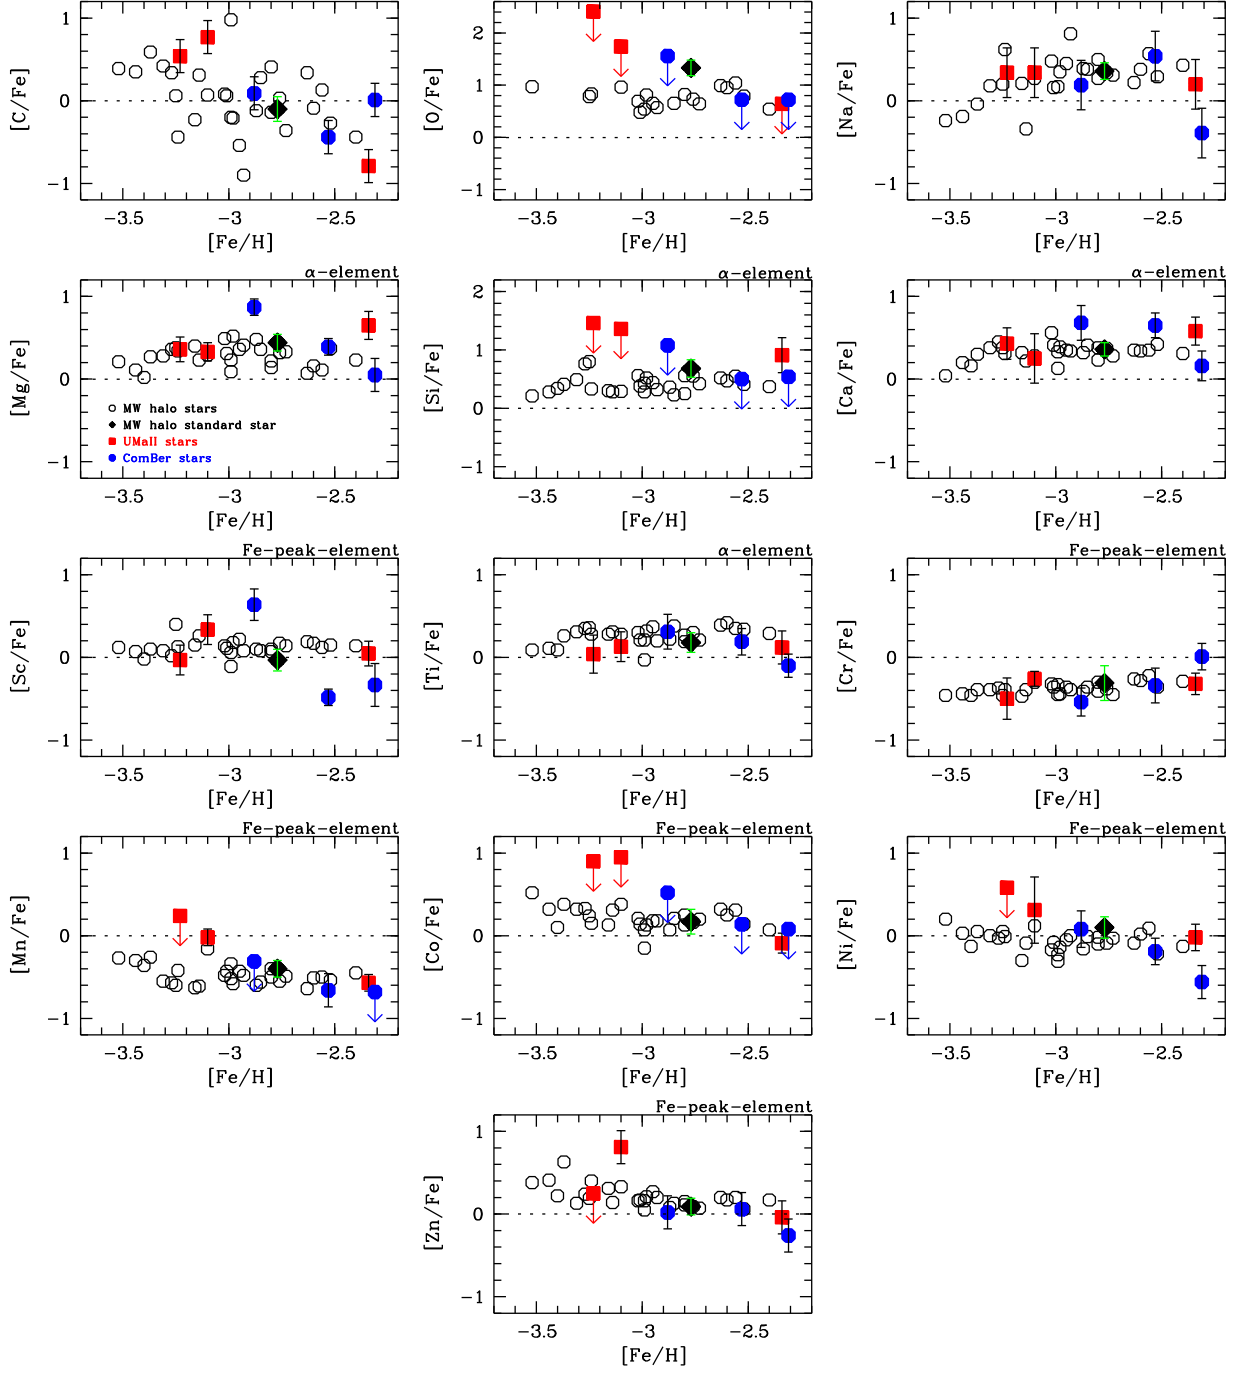 1
0
−1
[C/Fe]
−3.5 −3 −2.5
[Fe/H]
2
1
0
−1
[O/Fe]
−3.5 −3 −2.5
[Fe/H]
1
0
−1
[Na/Fe]
−3.5 −3 −2.5
[Fe/H]
α−element
1
0
−1
[Mg/Fe]
MW halo stars
MW halo standard star
UMaII stars
ComBer stars
−3.5 −3 −2.5
[Fe/H]
α−element
2
1
0
−1
[Si/Fe]
−3.5 −3 −2.5
[Fe/H]
α−element
1
0
−1
[Ca/Fe]
−3.5 −3 −2.5
[Fe/H]
Fe−peak−element
1
0
−1
[Sc/Fe]
−3.5 −3 −2.5
[Fe/H]
α−element
1
0
−1
[Ti/Fe]
−3.5 −3 −2.5
[Fe/H]
Fe−peak−element
1
0
−1
[Cr/Fe]
−3.5 −3 −2.5
[Fe/H]
Fe−peak−element
1
0
−1
[Mn/Fe]
−3.5 −3 −2.5
[Fe/H]
Fe−peak−element
1
0
−1
[Co/Fe]
−3.5 −3 −2.5
[Fe/H]
Fe−peak−element
1
0
−1
[Ni/Fe]
−3.5 −3 −2.5
[Fe/H]
Fe−peak−element
1
0
−1
[Zn/Fe]
−3.5 −3 −2.5
[Fe/H]